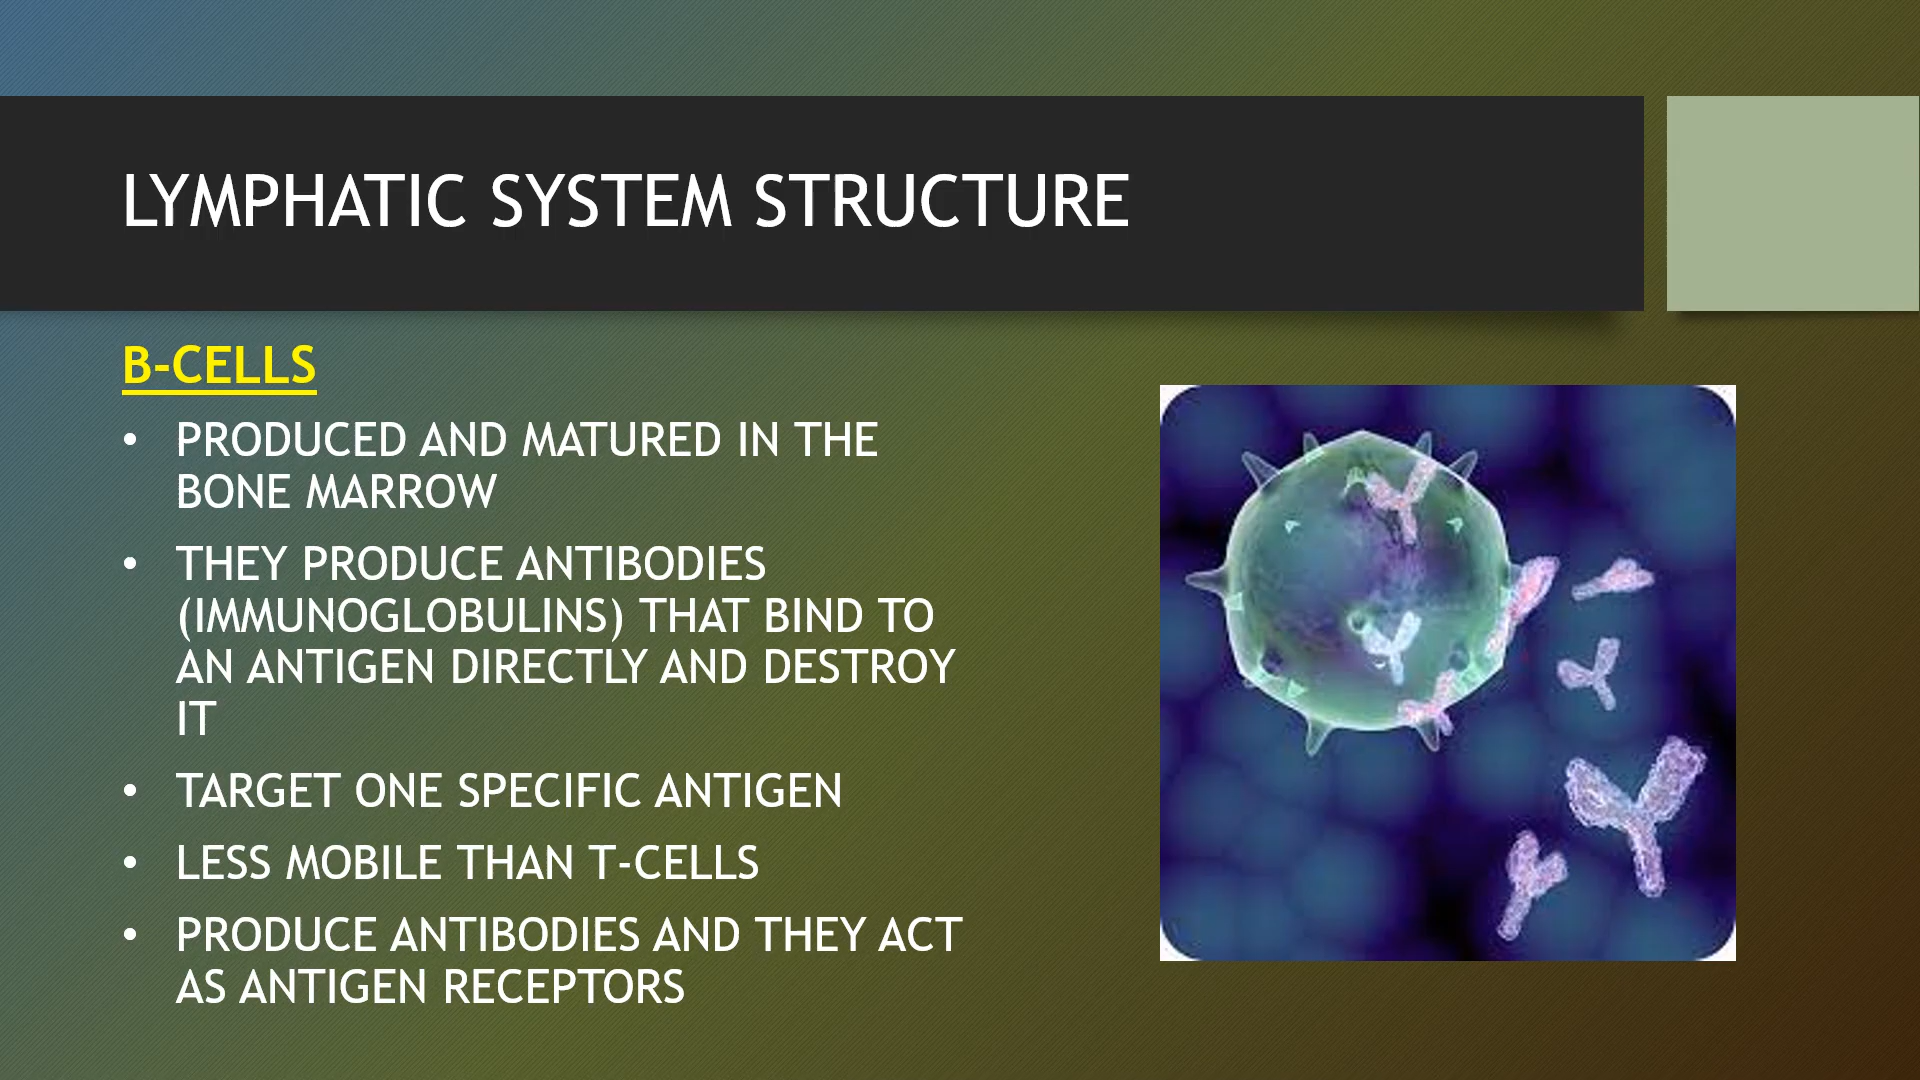 LYMPHATIC SYSTEM STRUCTURE
B-CELLS
• PRODUCED AND MATURED IN THE
BONE MARROW
• THEY PRODUCE ANTIBODIES
(IMMUNOGLOBULINS) THAT BIND TO
AN ANTIGEN DIRECTLY AND DESTROY
IT
• TARGET ONE SPECIFIC ANTIGEN
• LESS MOBILE THAN T-CELLS
• PRODUCE ANTIBODIES AND THEY ACT
AS ANTIGEN RECEPTORS